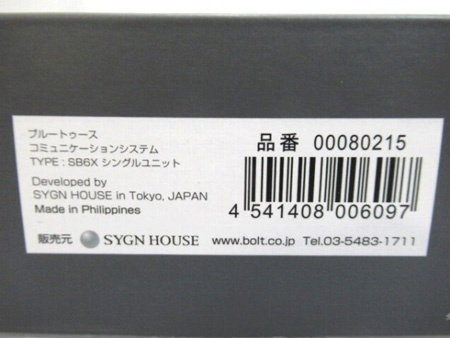 ブルートゥース
コミュニケーションシステム
TYPE : SB6X シングルユニット
Developed by
SYGN HOUSE in Tokyo, JAPAN
Made in Philippines
品番 00080215
4 541408 006097
販売元 SYGN HOUSE www.bolt.co.jp Tel.03-5483-1711